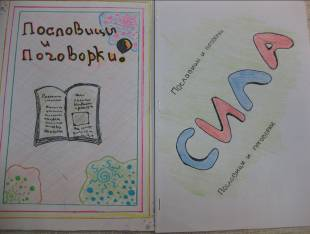 Пословицы
и
Поговорки.
Пословицы и поговорки
СИЛА
Пословицы и поговорки